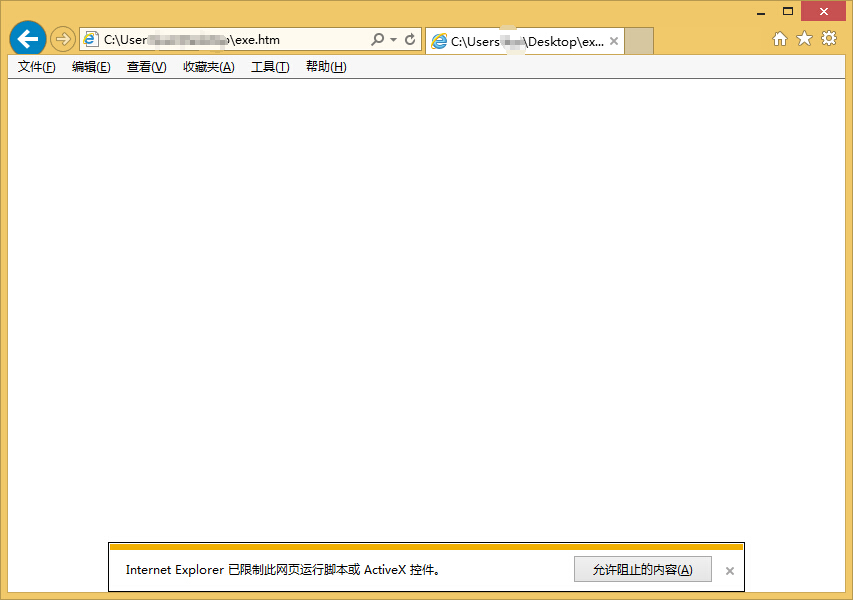 C:\User \exe.htm
C:\Users \Desktop\ex...
文件(F) 编辑(E) 查看(V) 收藏夹(A) 工具(T) 帮助(H)
Internet Explorer 已限制此网页运行脚本或 ActiveX 控件。 允许阻止的内容(A)